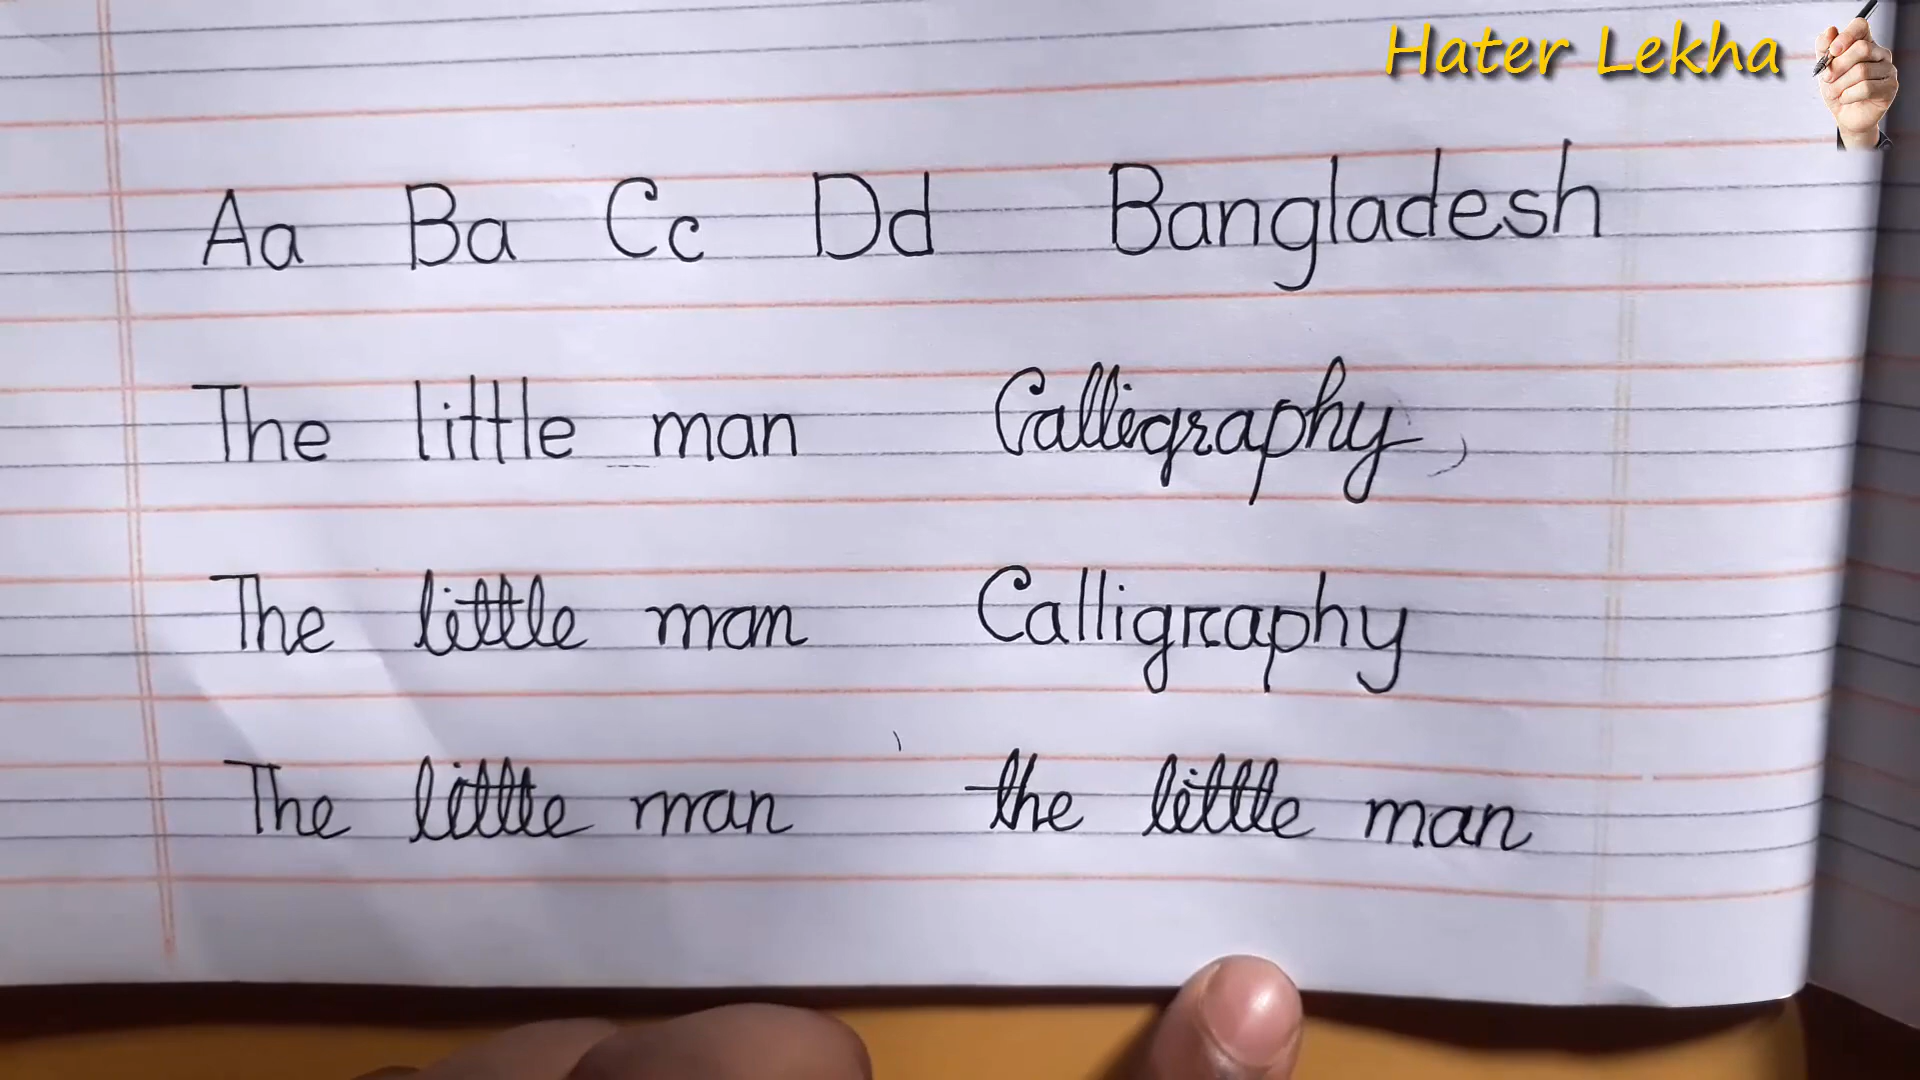 Hater Lekha
Aa Ba Cc Dd Bangladesh
The little man Calligraphy
The little man Calligraphy
The little man the little man